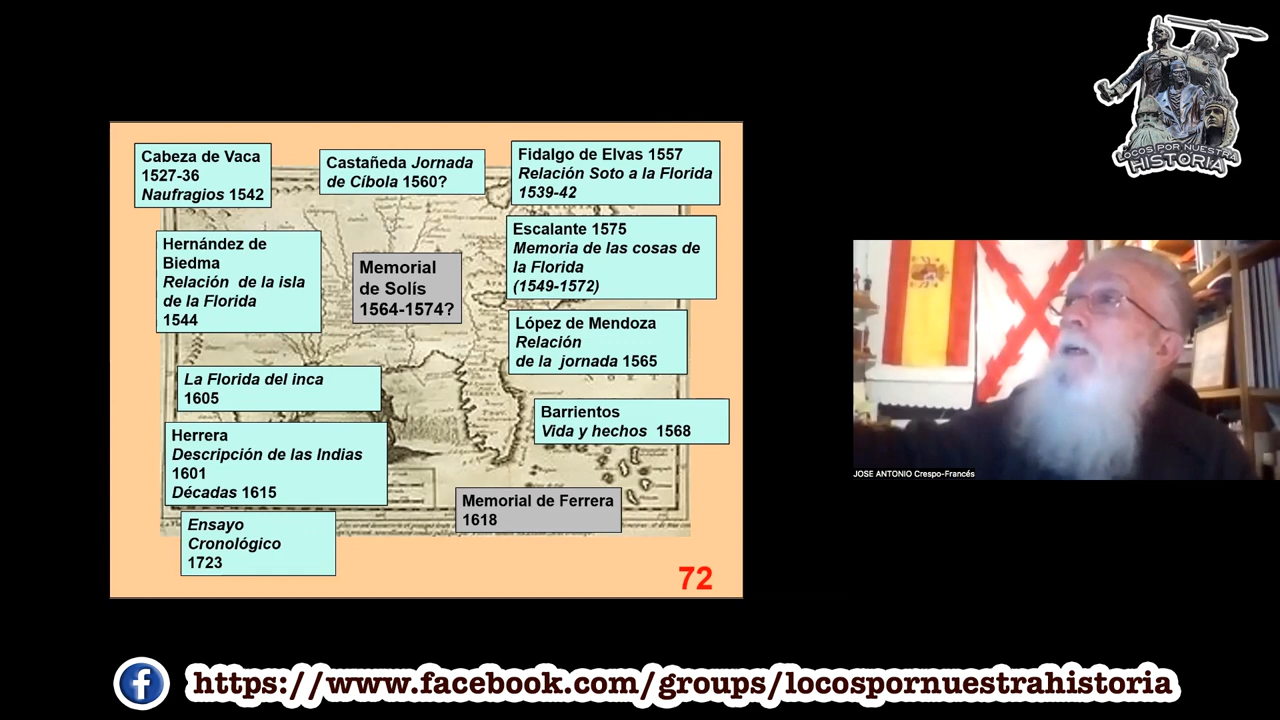 LOCOS POR NUESTRA
HISTORIA
Cabeza de Vaca
1527-36
Naufragios 1542
Castañeda Jornada
de Cíbola 1560?
Fidalgo de Elvas 1557
Relación Soto a la Florida
1539-42
Hernández de
Biedma
Relación de la isla
de la Florida
1544
Memorial
de Solís
1564-1574?
Escalante 1575
Memoria de las cosas de
la Florida
(1549-1572)
López de Mendoza
Relación
de la jornada 1565
La Florida del inca
1605
Barrientos
Vida y hechos 1568
Herrera
Descripción de las Indias
1601
Décadas 1615
Memorial de Ferrera
1618
Ensayo
Cronológico
1723
72
JOSE ANTONIO Crespo-Francés
f
https://www.facebook.com/groups/locospornuestrahistoria